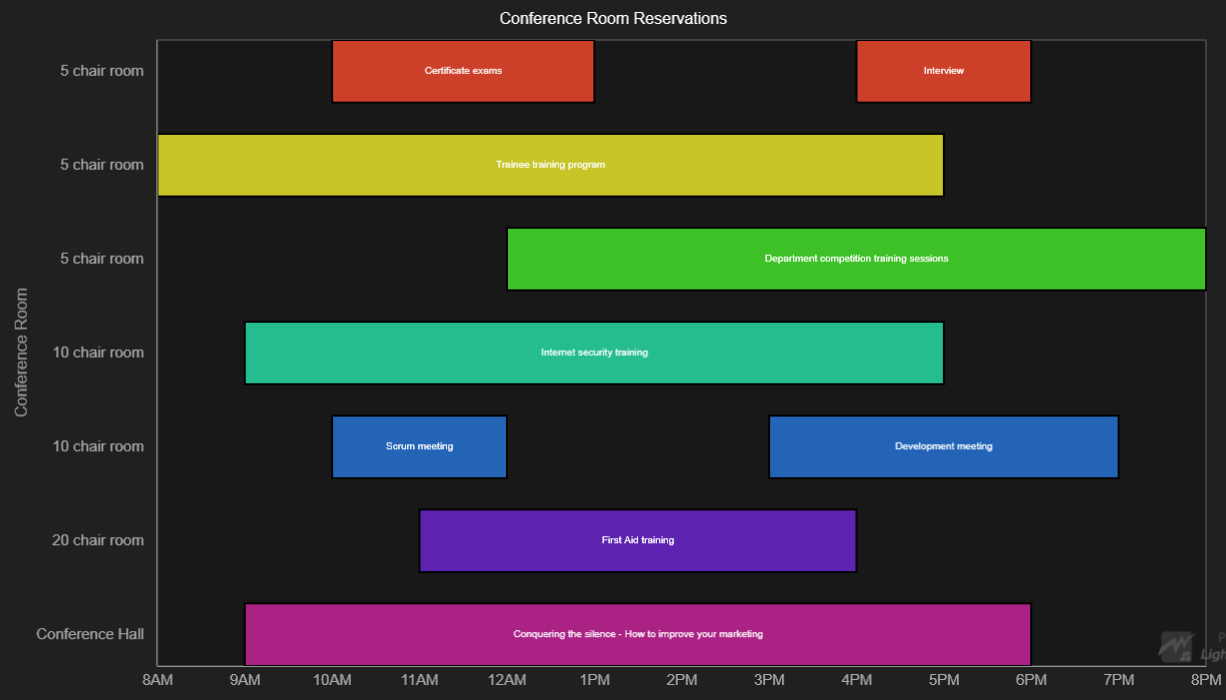 Conference Room Reservations
5 chair room
Certificate exams
Interview
5 chair room
Trainee training program
5 chair room
Department competition training sessions
Conference Room
10 chair room
Internet security training
10 chair room
Scrum meeting
Development meeting
20 chair room
First Aid training
Conference Hall
Conquering the silence - How to improve your marketing
JS
8AM 9AM 10AM 11AM 12AM 1PM 2PM 3PM 4PM 5PM 6PM 7PM 8PM